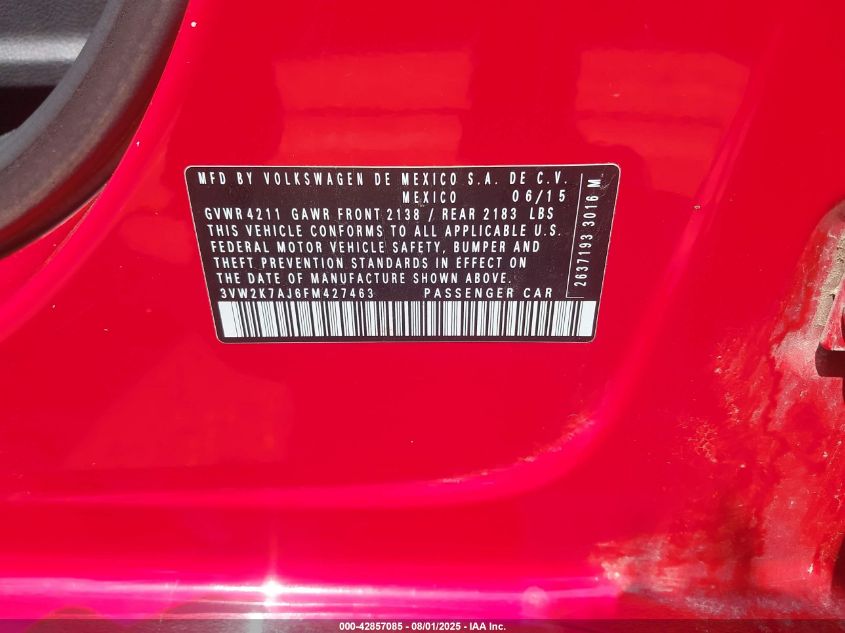 MFD BY VOLKSWAGEN DE MEXICO S.A. DE C.V.
MEXICO 06/15
GVWR 4211 GAWR FRONT 2138 / REAR 2183 LBS
THIS VEHICLE CONFORMS TO ALL APPLICABLE U.S.
FEDERAL MOTOR VEHICLE SAFETY, BUMPER AND
THEFT PREVENTION STANDARDS IN EFFECT ON
THE DATE OF MANUFACTURE SHOWN ABOVE.
3VW2K7AJ6FM427463 PASSENGER CAR
2637193 3016 M
000-42857085 - 08/01/2025 - IAA Inc.